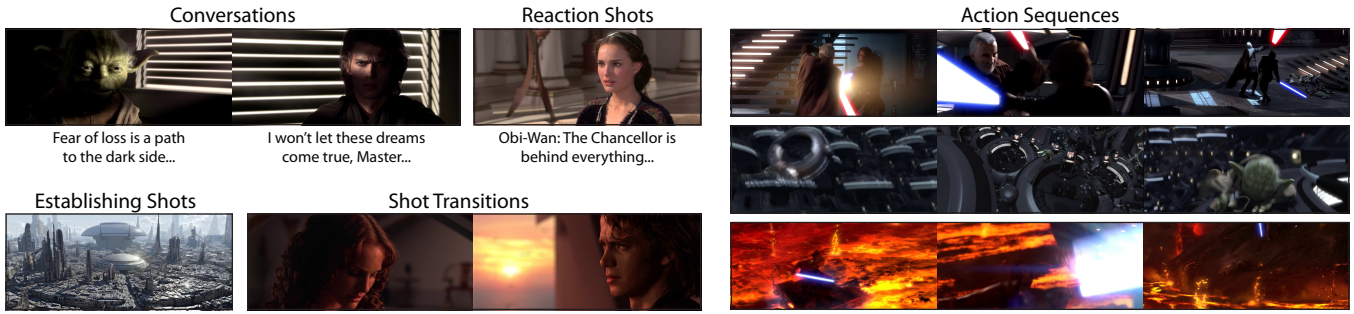 Conversations
Reaction Shots
Action Sequences
Fear of loss is a path
to the dark side...
I won't let these dreams
come true, Master...
Obi-Wan: The Chancellor is
behind everything...
Establishing Shots
Shot Transitions